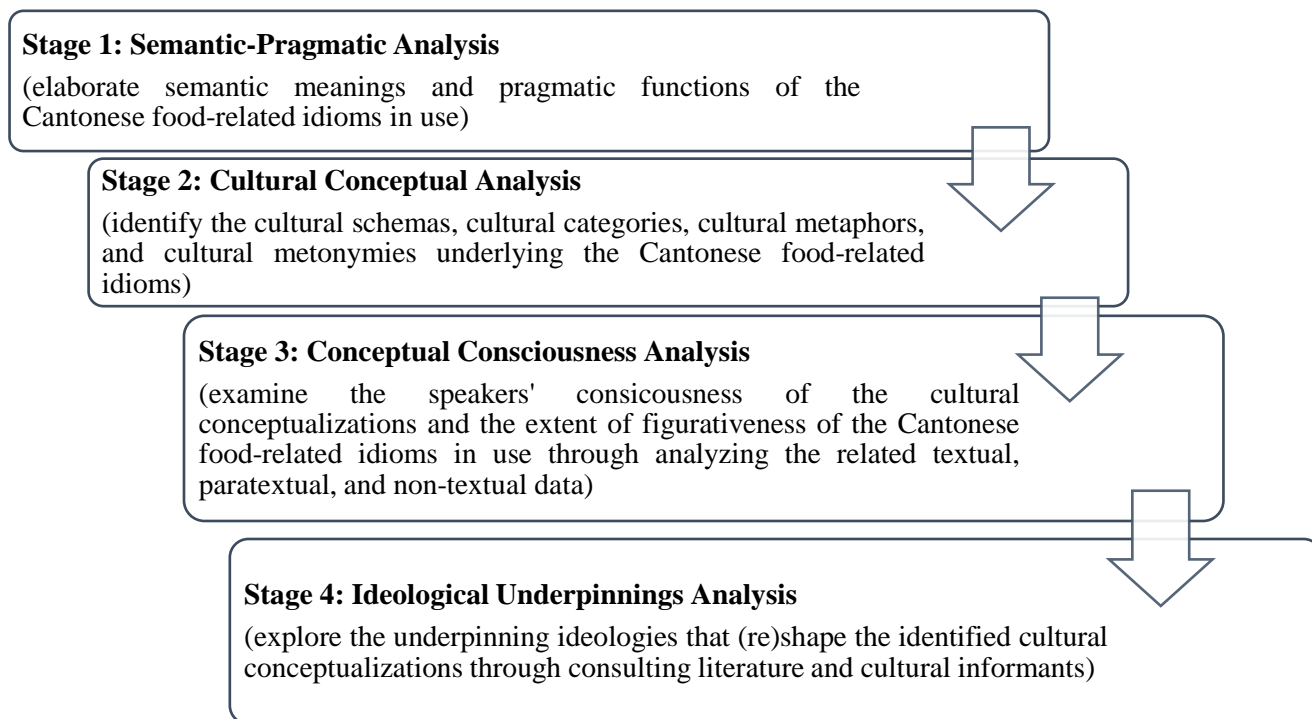 Stage 1: Semantic-Pragmatic Analysis
(elaborate semantic meanings and pragmatic functions of the
Cantonese food-related idioms in use)
Stage 2: Cultural Conceptual Analysis
(identify the cultural schemas, cultural categories, cultural metaphors,
and cultural metonymies underlying the Cantonese food-related
idioms)
Stage 3: Conceptual Consciousness Analysis
(examine the speakers' consicousness of the cultural
conceptualizations and the extent of figurativeness of the Cantonese
food-related idioms in use through analyzing the related textual,
paratextual, and non-textual data)
Stage 4: Ideological Underpinnings Analysis
(explore the underpinning ideologies that (re)shape the identified cultural
conceptualizations through consulting literature and cultural informants)